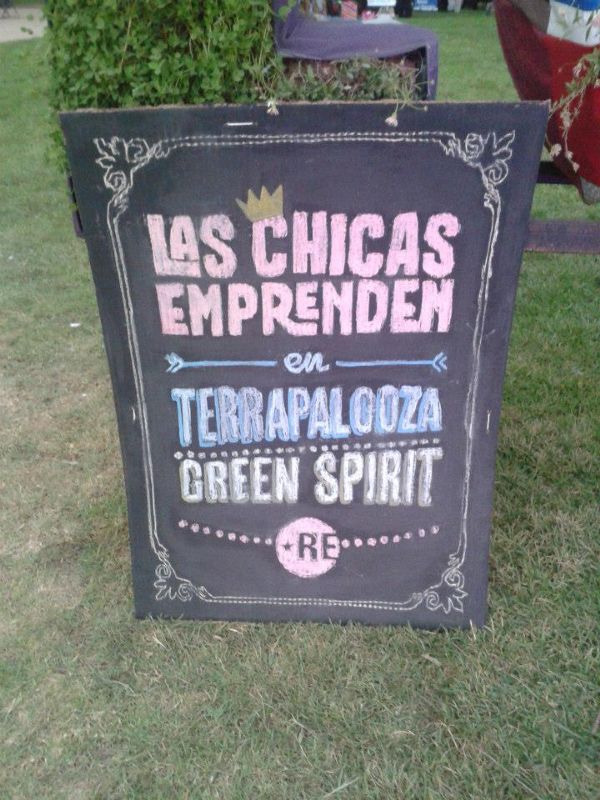 LAS CHICAS
EMPRENDEN
en
TERRAPALOOZA
GREEN SPIRIT
RE